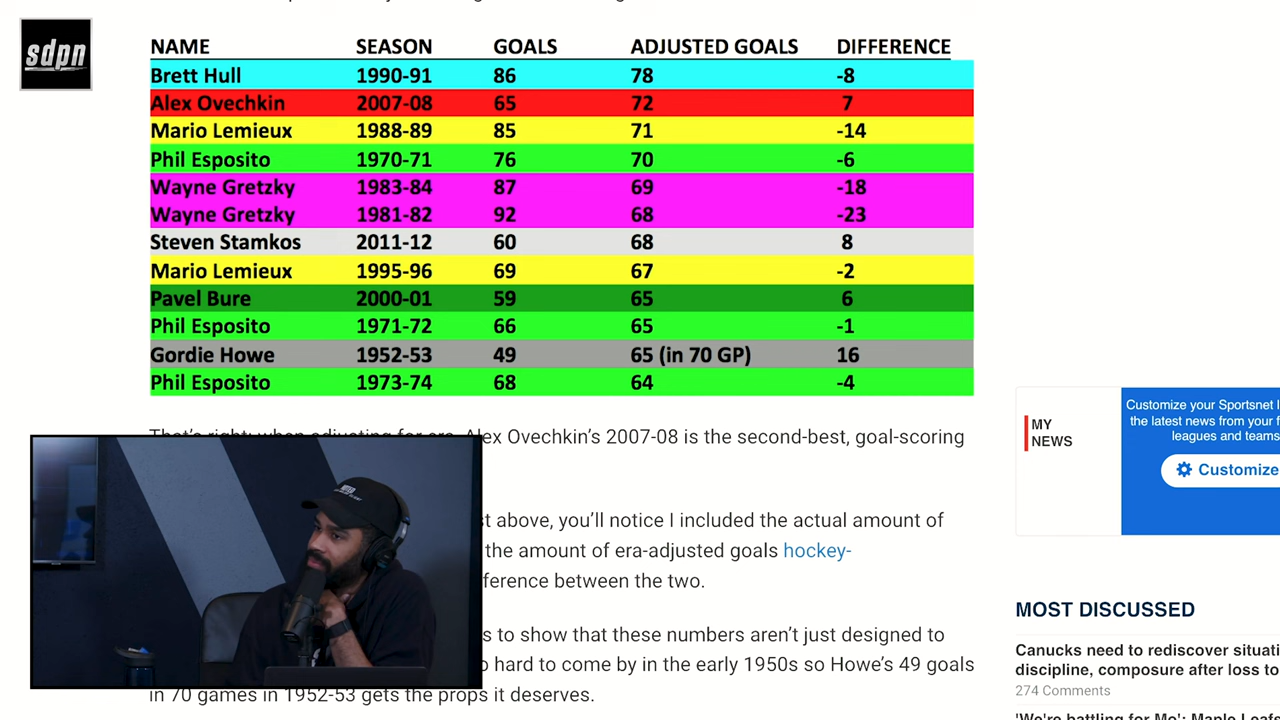 sdpn
NAME SEASON GOALS ADJUSTED GOALS DIFFERENCE
Brett Hull 1990-91 86 78 -8
Alex Ovechkin 2007-08 65 72 7
Mario Lemieux 1988-89 85 71 -14
Phil Esposito 1970-71 76 70 -6
Wayne Gretzky 1983-84 87 69 -18
Wayne Gretzky 1981-82 92 68 -23
Steven Stamkos 2011-12 60 68 8
Mario Lemieux 1995-96 69 67 -2
Pavel Bure 2000-01 59 65 6
Phil Esposito 1971-72 66 65 -1
Gordie Howe 1952-53 49 65 (in 70 GP) 16
Phil Esposito 1973-74 68 64 -4
Alex Ovechkin's 2007-08 is the second-best, goal-scoring
above, you'll notice I included the actual amount of
the amount of era-adjusted goals hockey-
between the two.
to show that these numbers aren't just designed to
hard to come by in the early 1950s so Howe's 49 goals
in 70 games in 1952-53 gets the props it deserves.
MY
NEWS
Customize your Sportsnet
the latest news from your
leagues and teams
Customize
MOST DISCUSSED
Canucks need to rediscover
discipline, composure after loss to
274 Comments
'We're battling for Mo': Maple